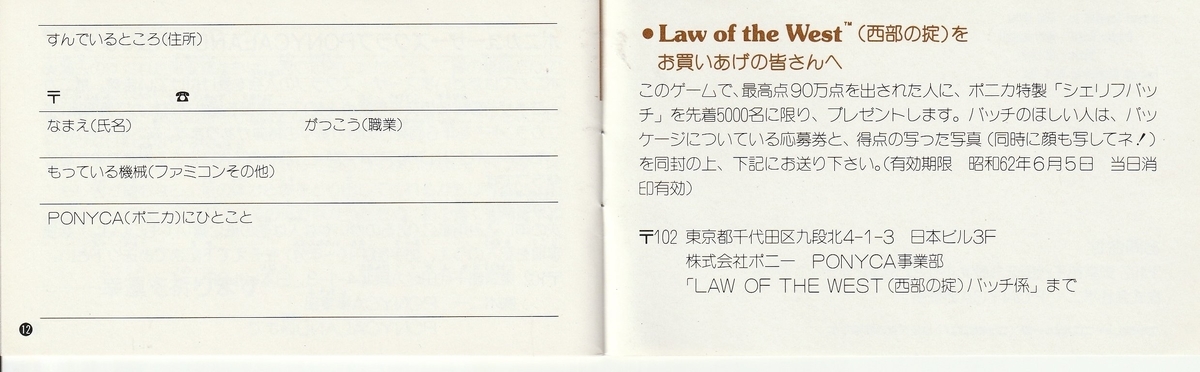 すんでいるところ(住所)
〒 ☎
なまえ(氏名) がっこう(職業)
もっている機械(ファミコンその他)
PONYCA(ポニカ)にひとこと
⓬
●Law of the West™(西部の掟)を
お買いあげの皆さんへ
このゲームで、最高点90万点を出された人に、ポニカ特製「シェリフバッ
チ」を先着5000名に限り、プレゼントします。バッチのほしい人は、パッ
ケージについている応募券と、得点の写った写真(同時に顔も写してネ!)
を同封の上、下記にお送り下さい。(有効期限 昭和62年6月5日 当日消
印有効)
〒102 東京都千代田区九段北4-1-3 日本ビル3F
株式会社ポニー PONYCA事業部
「LAW OF THE WEST(西部の掟)バッチ係」まで